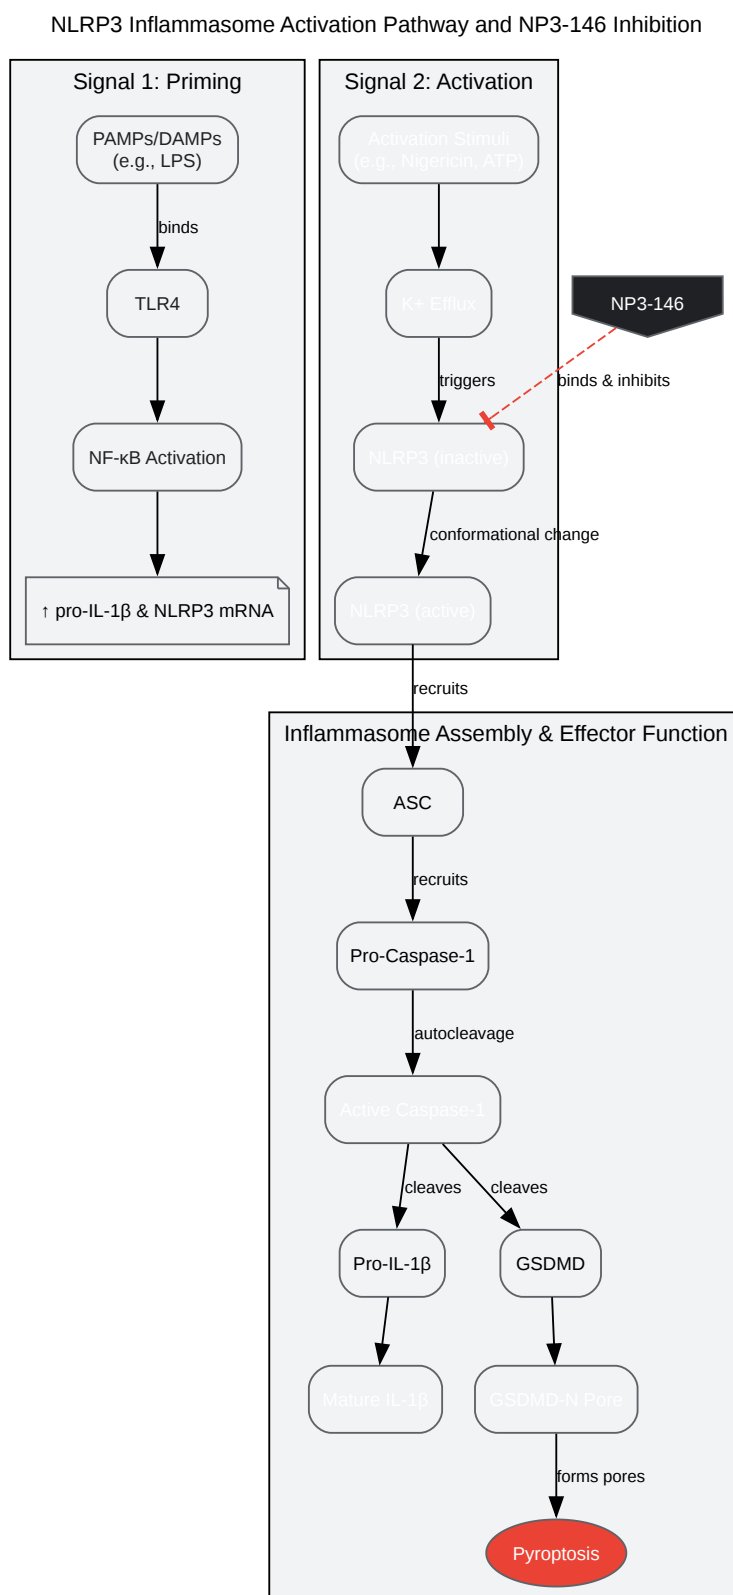 NLRP3 Inflammasome Activation Pathway and NP3-146 Inhibition
Signal 1: Priming
PAMPs/DAMPs
(e.g., LPS)
binds
TLR4
NF-κB Activation
↑ pro-IL-1β & NLRP3 mRNA
Signal 2: Activation
Activation Stimuli
(e.g., Nigericin, ATP)
K+ Efflux
NP3-146
triggers
binds & inhibits
NLRP3 (inactive)
conformational change
NLRP3 (active)
recruits
Inflammasome Assembly & Effector Function
ASC
recruits
Pro-Caspase-1
autocleavage
Active Caspase-1
cleaves
cleaves
Pro-IL-1β
GSDMD
Mature IL-1β
GSDMD-N Pore
forms pores
Pyroptosis